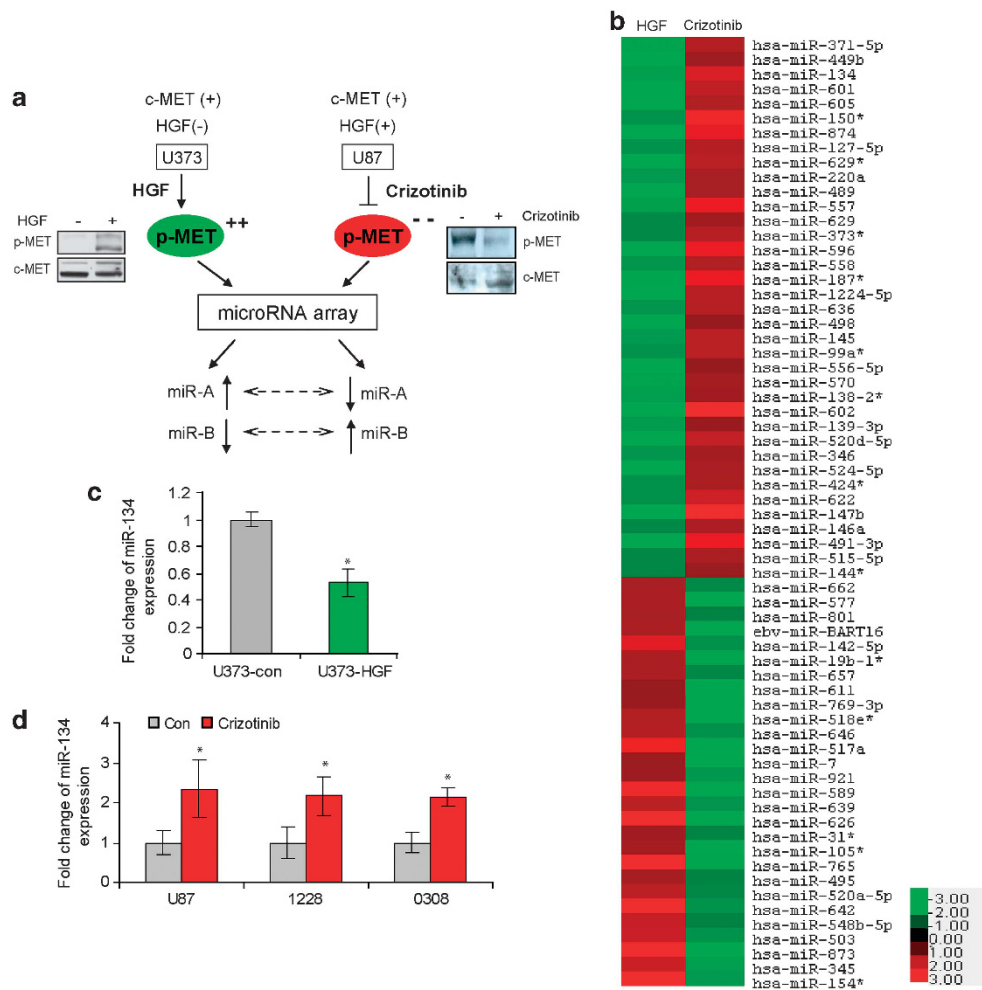 a
c-MET (+)
HGF(-)
U373
HGF
HGF - +
p-MET
c-MET
p-MET ++
c-MET (+)
HGF(+)
U87
Crizotinib
p-MET - -
- + Crizotinib
p-MET
c-MET
microRNA array
miR-A
miR-A
miR-B
miR-B
b
HGF Crizotinib
hsa-miR-371-5p
hsa-miR-449b
hsa-miR-134
hsa-miR-601
hsa-miR-605
hsa-miR-150*
hsa-miR-874
hsa-miR-127-5p
hsa-miR-629*
hsa-miR-220a
hsa-miR-489
hsa-miR-557
hsa-miR-629
hsa-miR-373*
hsa-miR-596
hsa-miR-558
hsa-miR-187*
hsa-miR-1224-5p
hsa-miR-636
hsa-miR-498
hsa-miR-145
hsa-miR-99a*
hsa-miR-556-5p
hsa-miR-570
hsa-miR-138-2*
hsa-miR-602
hsa-miR-139-3p
hsa-miR-520d-5p
hsa-miR-346
hsa-miR-524-5p
hsa-miR-424*
hsa-miR-622
hsa-miR-147b
hsa-miR-146a
hsa-miR-491-3p
hsa-miR-515-5p
hsa-miR-144*
hsa-miR-662
hsa-miR-577
hsa-miR-801
ebv-miR-BART16
hsa-miR-142-5p
hsa-miR-19b-1*
hsa-miR-657
hsa-miR-611
hsa-miR-769-3p
hsa-miR-518e*
hsa-miR-646
hsa-miR-517a
hsa-miR-7
hsa-miR-921
hsa-miR-589
hsa-miR-639
hsa-miR-626
hsa-miR-31*
hsa-miR-105*
hsa-miR-765
hsa-miR-495
hsa-miR-520a-5p
hsa-miR-642
hsa-miR-548b-5p
hsa-miR-503
hsa-miR-873
hsa-miR-345
hsa-miR-154*
-3.00
-2.00
-1.00
0.00
1.00
2.00
3.00
c
Fold change of miR-134
expression
1.2
1
0.8
0.6
0.4
0.2
0
*
U373-con U373-HGF
d
Fold change of miR-134
expression
Con Crizotinib
4
3
2
1
0
* * *
U87 1228 0308